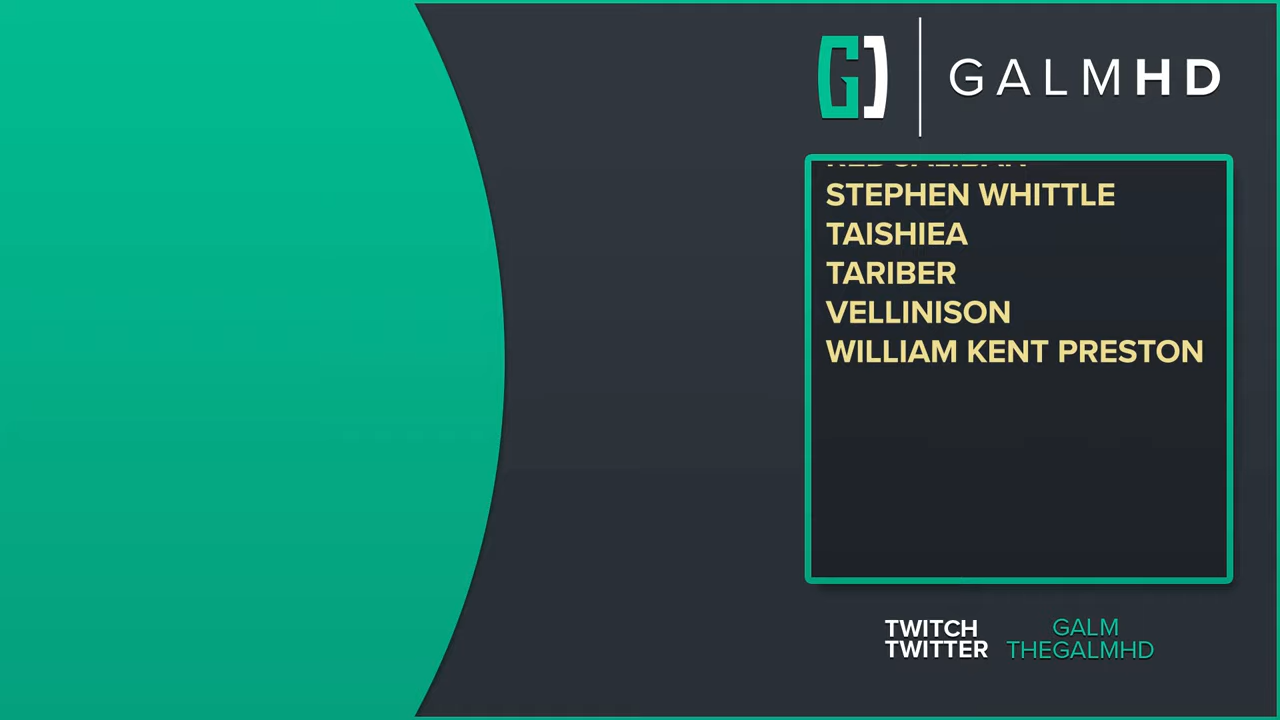 GALMHD
STEPHEN WHITTLE
TAISHIEA
TARIBER
VELLINISON
WILLIAM KENT PRESTON
TWITCH GALM
TWITTER THEGALMHD